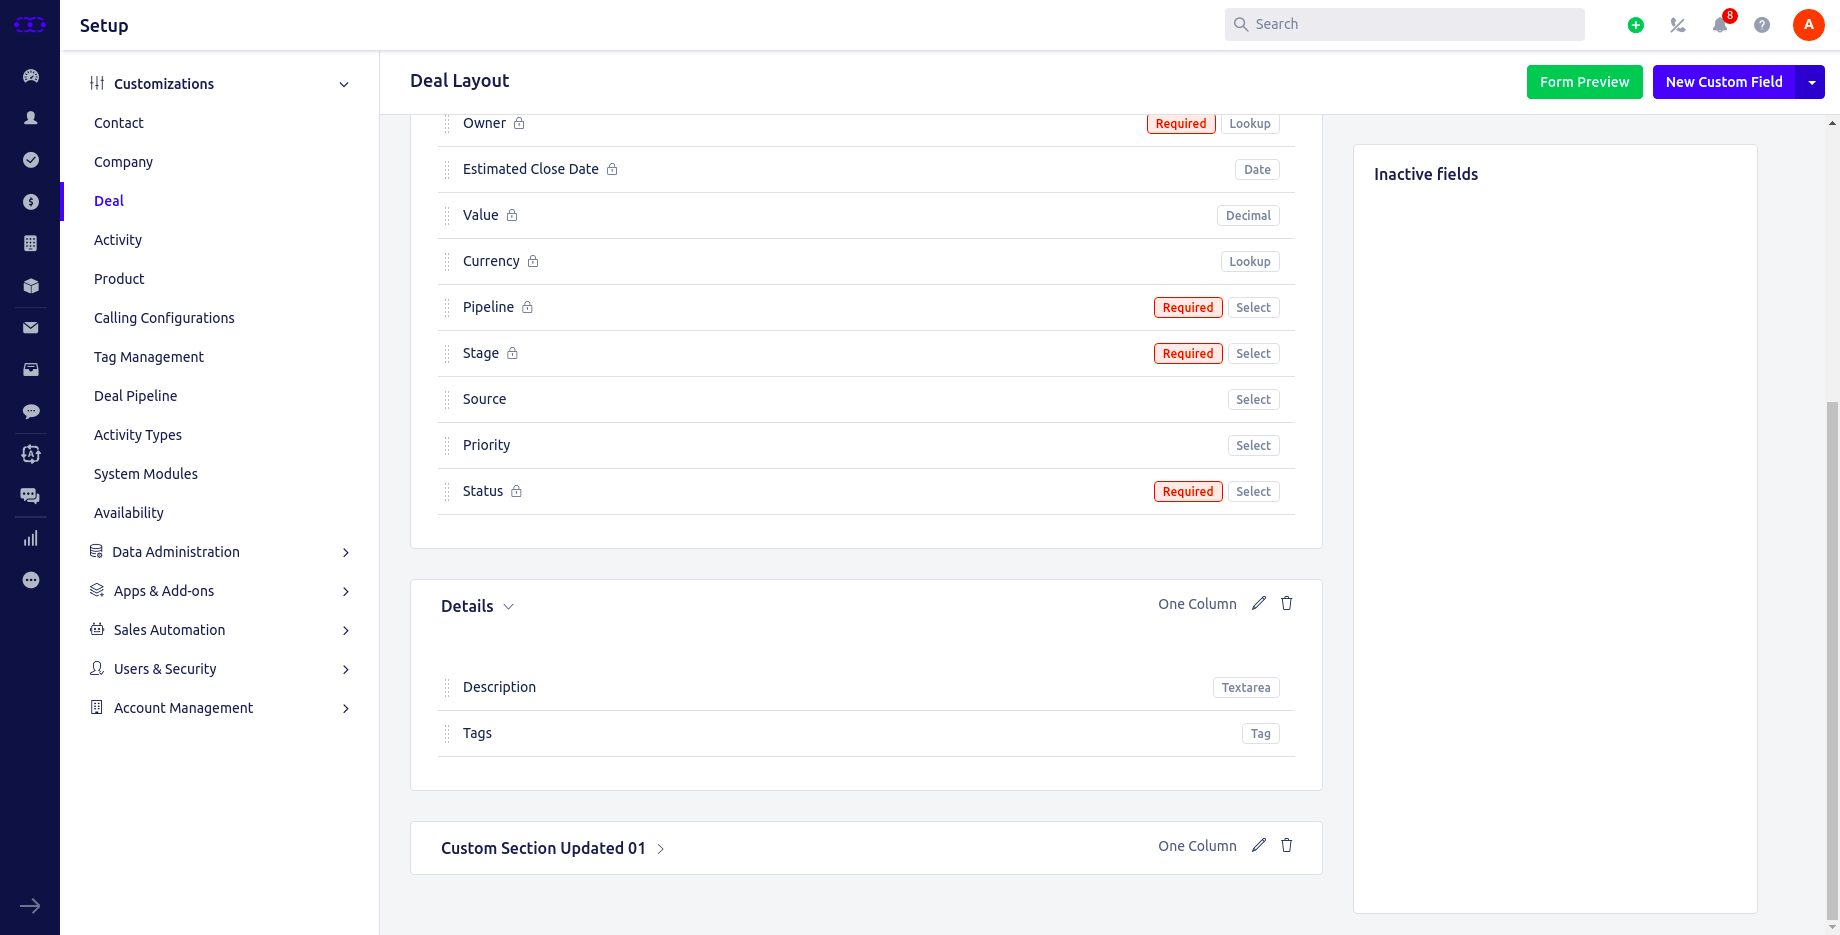 Setup
Search
8
A
Customizations
Contact
Company
Deal
Activity
Product
Calling Configurations
Tag Management
Deal Pipeline
Activity Types
System Modules
Availability
Data Administration
Apps & Add-ons
Sales Automation
Users & Security
Account Management
Deal Layout
Form Preview
New Custom Field
Owner Required Lookup
Estimated Close Date Date
Value Decimal
Currency Lookup
Pipeline Required Select
Stage Required Select
Source Select
Priority Select
Status Required Select
Details One Column
Description Textarea
Tags Tag
Custom Section Updated 01 One Column
Inactive fields